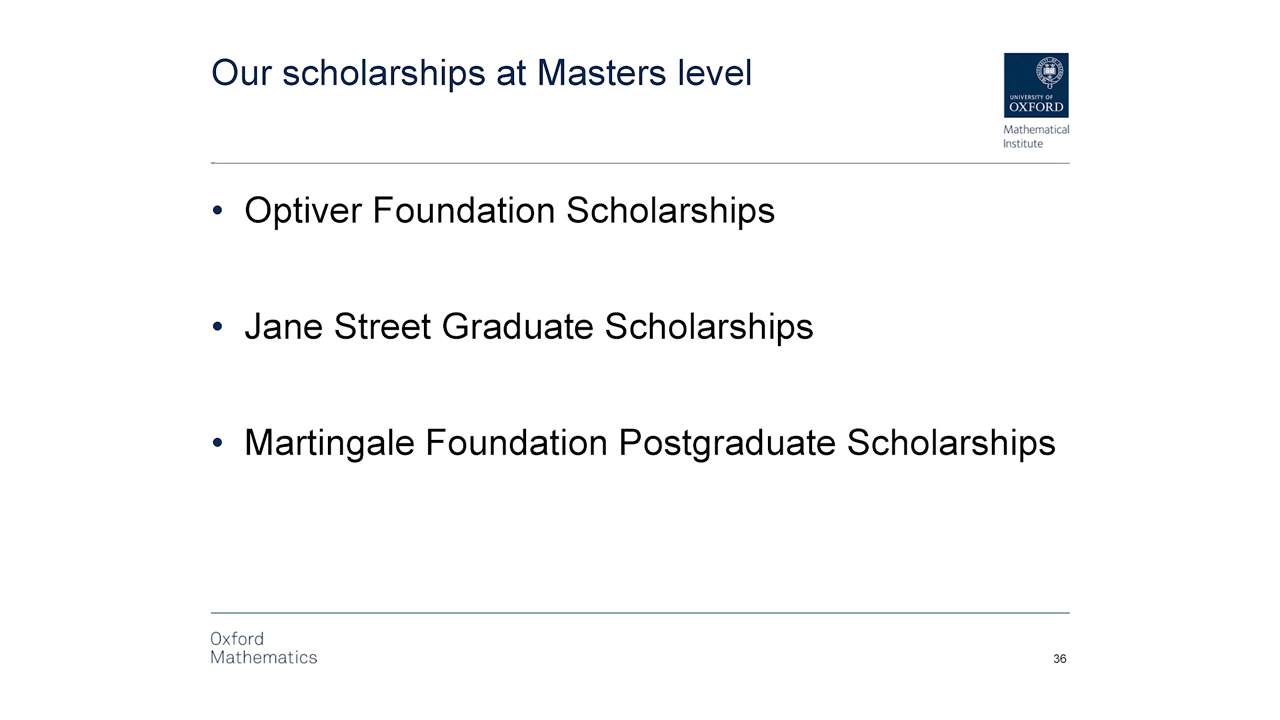 Our scholarships at Masters level
UNIVERSITY OF
OXFORD
Mathematical
Institute
• Optiver Foundation Scholarships
• Jane Street Graduate Scholarships
• Martingale Foundation Postgraduate Scholarships
Oxford
Mathematics
36